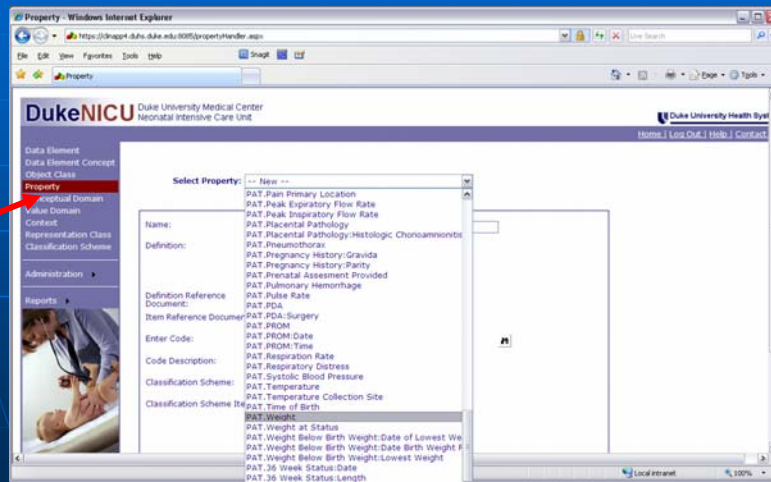 Property - Windows Internet Explorer
https://clinapp4.duhs.duke.edu:8085/propertyHandler.aspx
Live Search
File Edit View Favorites Tools Help
SnagIt
Property
Page
Tools
DukeNICU
Duke University Medical Center
Neonatal Intensive Care Unit
Duke University Health Syst
Home | Log Out | Help | Contact
Data Element
Data Element Concept
Object Class
Property
Conceptual Domain
Value Domain
Context
Representation Class
Classification Scheme
Administration
Reports
Select Property:
-- New --
Name:
Definition:
Definition Reference
Document:
Item Reference Documen
Enter Code:
Code Description:
Classification Scheme:
Classification Scheme Ite
PAT.Pain Primary Location
PAT.Peak Expiratory Flow Rate
PAT.Peak Inspiratory Flow Rate
PAT.Placental Pathology
PAT.Placental Pathology:Histologic Chorioamnionitis
PAT.Pneumothorax
PAT.Pregnancy History:Gravida
PAT.Pregnancy History:Parity
PAT.Prenatal Assesment Provided
PAT.Pulmonary Hemorrhage
PAT.Pulse Rate
PAT.PDA
PAT.PDA:Surgery
PAT.PROM
PAT.PROM:Date
PAT.PROM:Time
PAT.Respiration Rate
PAT.Respiratory Distress
PAT.Systolic Blood Pressure
PAT.Temperature
PAT.Temperature Collection Site
PAT.Time of Birth
PAT.Weight
PAT.Weight at Status
PAT.Weight Below Birth Weight:Date of Lowest We
PAT.Weight Below Birth Weight:Date Birth Weight R
PAT.Weight Below Birth Weight:Lowest Weight
PAT.36 Week Status:Date
PAT.36 Week Status:Length
Local intranet
100%